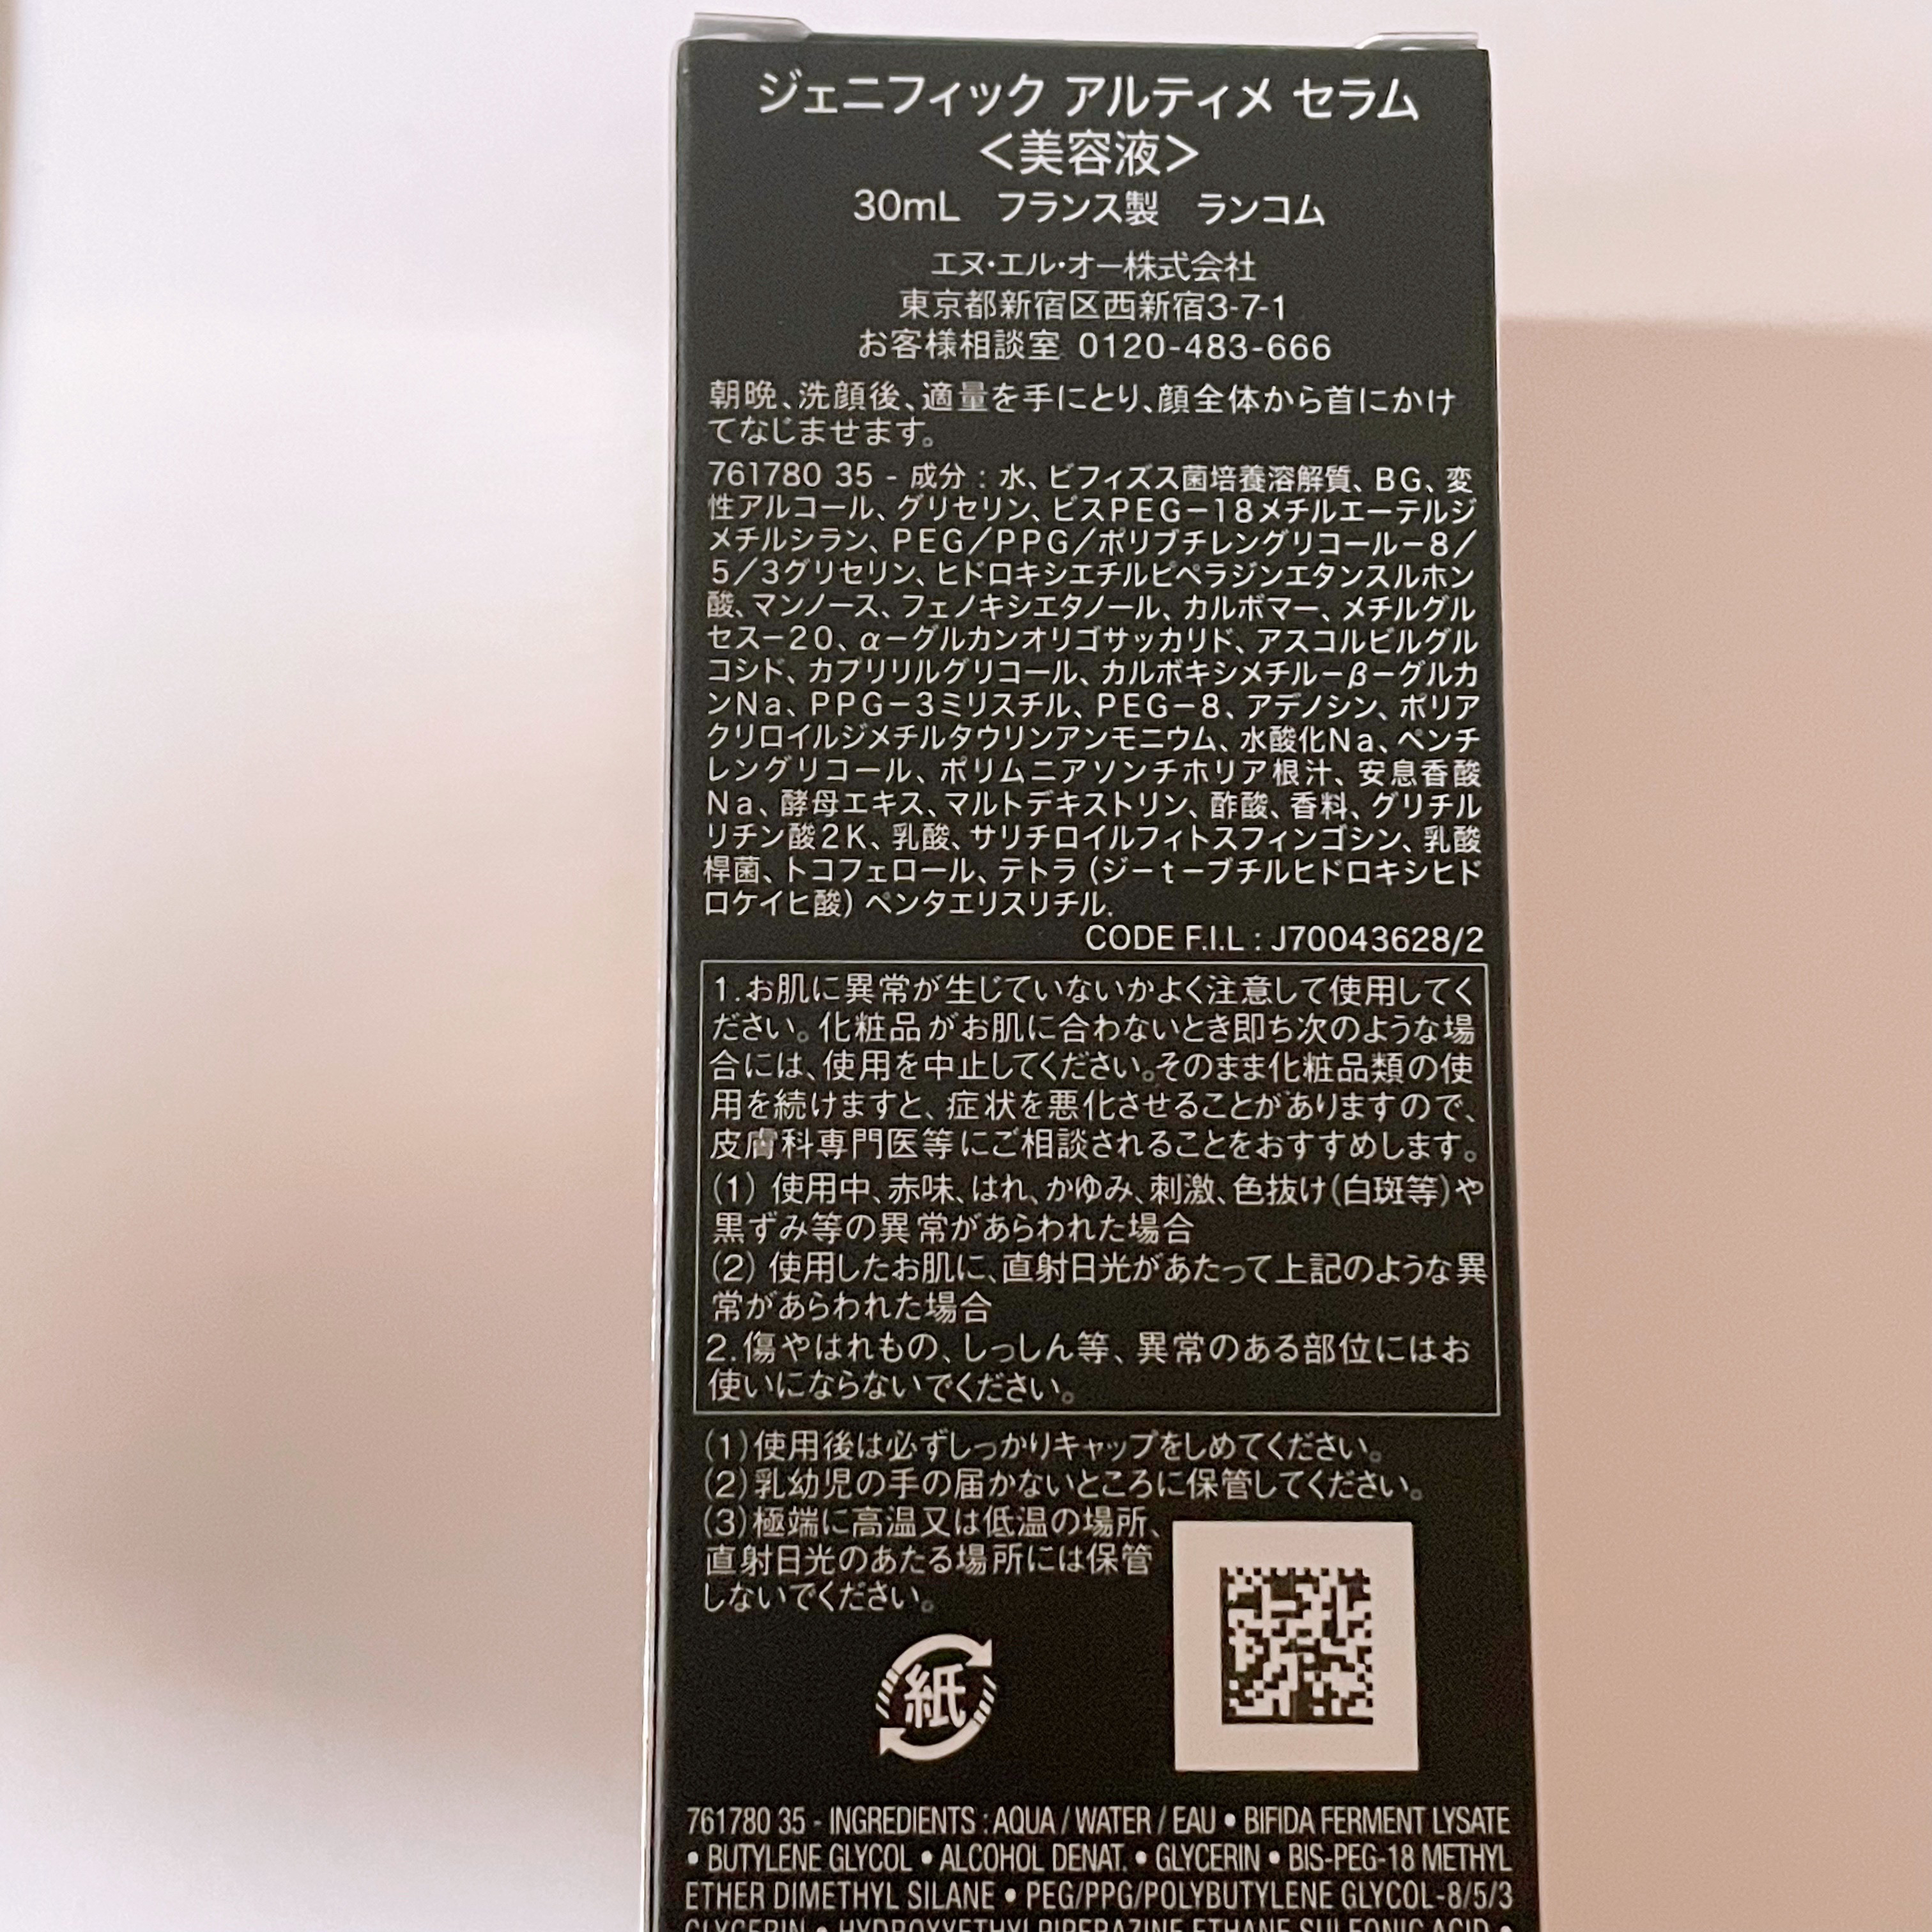 ジェニフィック アルティメ セラム
＜美容液＞
30mL　フランス製　ランコム
エヌ・エル・オー株式会社
東京都新宿区西新宿3-7-1
お客様相談室 0120-483-666
朝晩、洗顔後、適量を手にとり、顔全体から首にかけ
てなじませます。
761780 35 - 成分 : 水、ビフィズス菌培養溶解質、BG、変
性アルコール、グリセリン、ビスPEG－18メチルエーテルジ
メチルシラン、PEG／PPG／ポリブチレングリコール－8／
5／3グリセリン、ヒドロキシエチルピペラジンエタンスルホン
酸、マンノース、フェノキシエタノール、カルボマー、メチルグル
セス－20、α－グルカンオリゴサッカリド、アスコルビルグル
コシド、カプリリルグリコール、カルボキシメチル－β－グルカ
ンNa、PPG－3ミリスチル、PEG－8、アデノシン、ポリア
クリロイルジメチルタウリンアンモニウム、水酸化Na、ペンチ
レングリコール、ポリムニアソンチホリア根汁、安息香酸
Na、酵母エキス、マルトデキストリン、酢酸、香料、グリチル
リチン酸2K、乳酸、サリチロイルフィトスフィンゴシン、乳酸
桿菌、トコフェロール、テトラ（ジ－t－ブチルヒドロキシヒド
ロケイヒ酸）ペンタエリスリチル.
CODE F.I.L : J70043628/2
1.お肌に異常が生じていないかよく注意して使用してく
ださい。化粧品がお肌に合わないとき即ち次のような場
合には、使用を中止してください。そのまま化粧品類の使
用を続けますと、症状を悪化させることがありますので、
皮膚科専門医等にご相談されることをおすすめします。
(1) 使用中、赤味、はれ、かゆみ、刺激、色抜け(白斑等)や
黒ずみ等の異常があらわれた場合
(2) 使用したお肌に、直射日光があたって上記のような異
常があらわれた場合
2.傷やはれもの、しっしん等、異常のある部位にはお
使いにならないでください。
(1)使用後は必ずしっかりキャップをしめてください。
(2)乳幼児の手の届かないところに保管してください。
(3)極端に高温又は低温の場所、
直射日光のあたる場所には保管
しないでください。
紙
761780 35 - INGREDIENTS : AQUA / WATER / EAU • BIFIDA FERMENT LYSATE
• BUTYLENE GLYCOL • ALCOHOL DENAT. • GLYCERIN • BIS-PEG-18 METHYL
ETHER DIMETHYL SILANE • PEG/PPG/POLYBUTYLENE GLYCOL-8/5/3
GLYCERIN • HYDROXYETHYLPIPERAZINE ETHANE SULFONIC ACID •